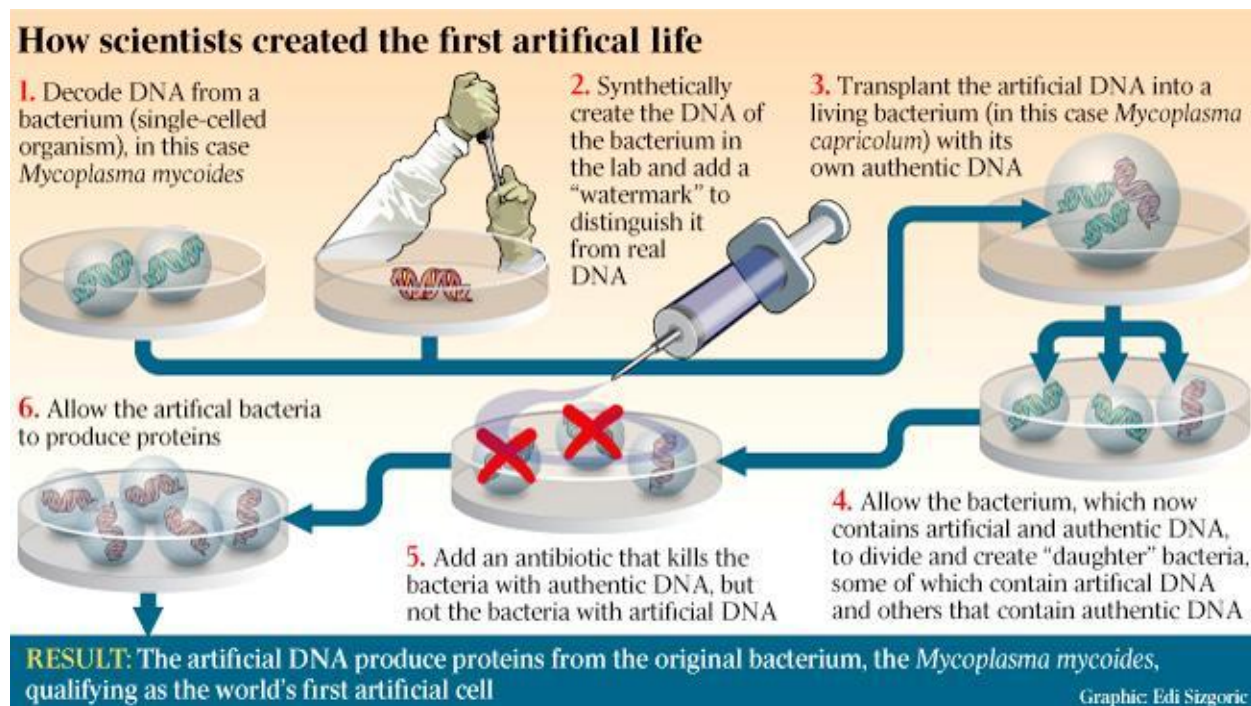 How scientists created the first artifical life
1. Decode DNA from a
bacterium (single-celled
organism), in this case
Mycoplasma mycoides
2. Synthetically
create the DNA of
the bacterium in
the lab and add a
“watermark” to
distinguish it
from real
DNA
3. Transplant the artificial DNA into a
living bacterium (in this case Mycoplasma
capricolum) with its
own authentic DNA
4. Allow the bacterium, which now
contains artificial and authentic DNA,
to divide and create “daughter” bacteria,
some of which contain artifical DNA
and others that contain authentic DNA
5. Add an antibiotic that kills the
bacteria with authentic DNA, but
not the bacteria with artificial DNA
6. Allow the artifical bacteria
to produce proteins
RESULT: The artificial DNA produce proteins from the original bacterium, the Mycoplasma mycoides,
qualifying as the world's first artificial cell
Graphic: Edi Sizgoric